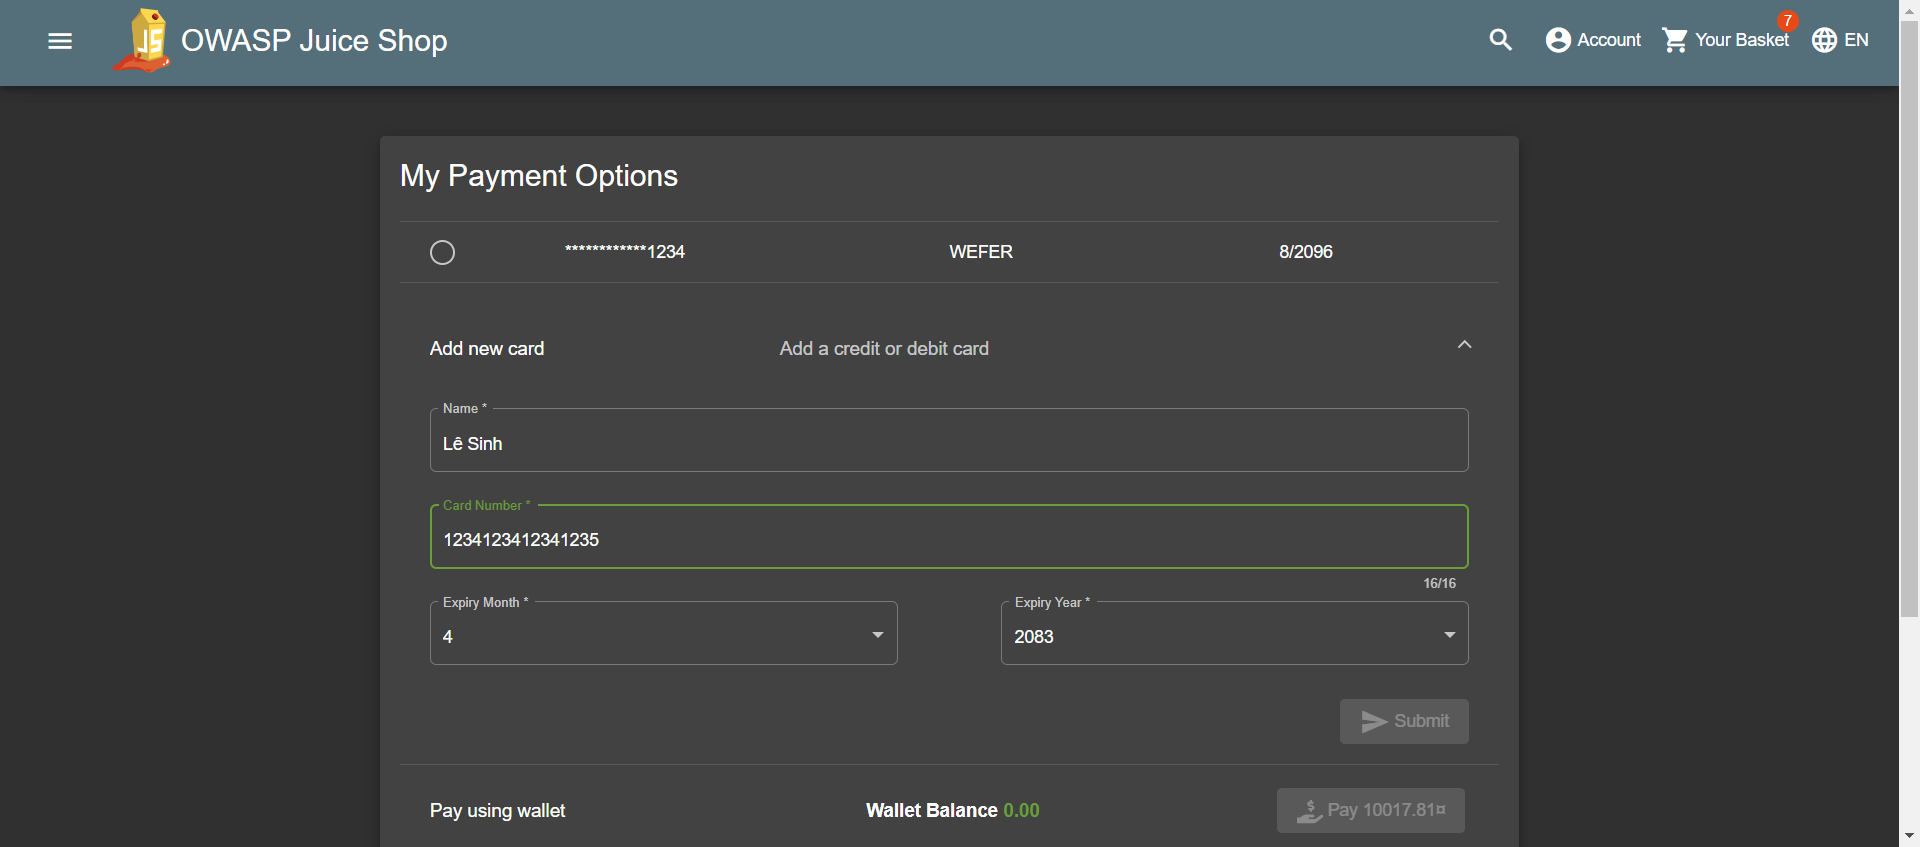 JS
OWASP Juice Shop
Account
7
Your Basket
EN
My Payment Options
************1234 WEFER 8/2096
Add new card Add a credit or debit card
Name *
Lê Sinh
Card Number *
1234123412341235
16/16
Expiry Month * Expiry Year *
4 2083
Submit
Pay using wallet Wallet Balance 0.00 Pay 10017.81¤